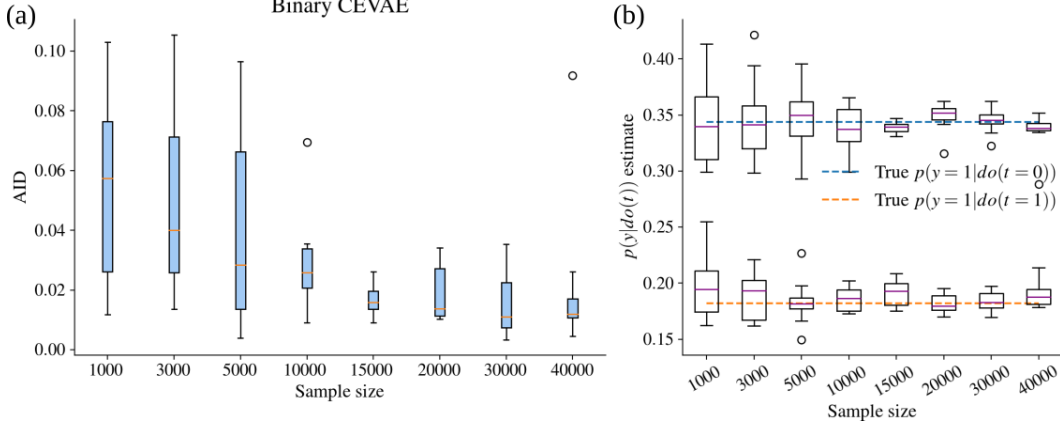 Binary CEVAE
(a)
AID
0.10
0.08
0.06
0.04
0.02
0.00
1000 3000 5000 10000 15000 20000 30000 40000
Sample size
(b)
p(y|do(t)) estimate
0.40
0.35
0.30
0.25
0.20
0.15
True p(y = 1|do(t = 0))
True p(y = 1|do(t = 1))
1000 3000 5000 10000 15000 20000 30000 40000
Sample size